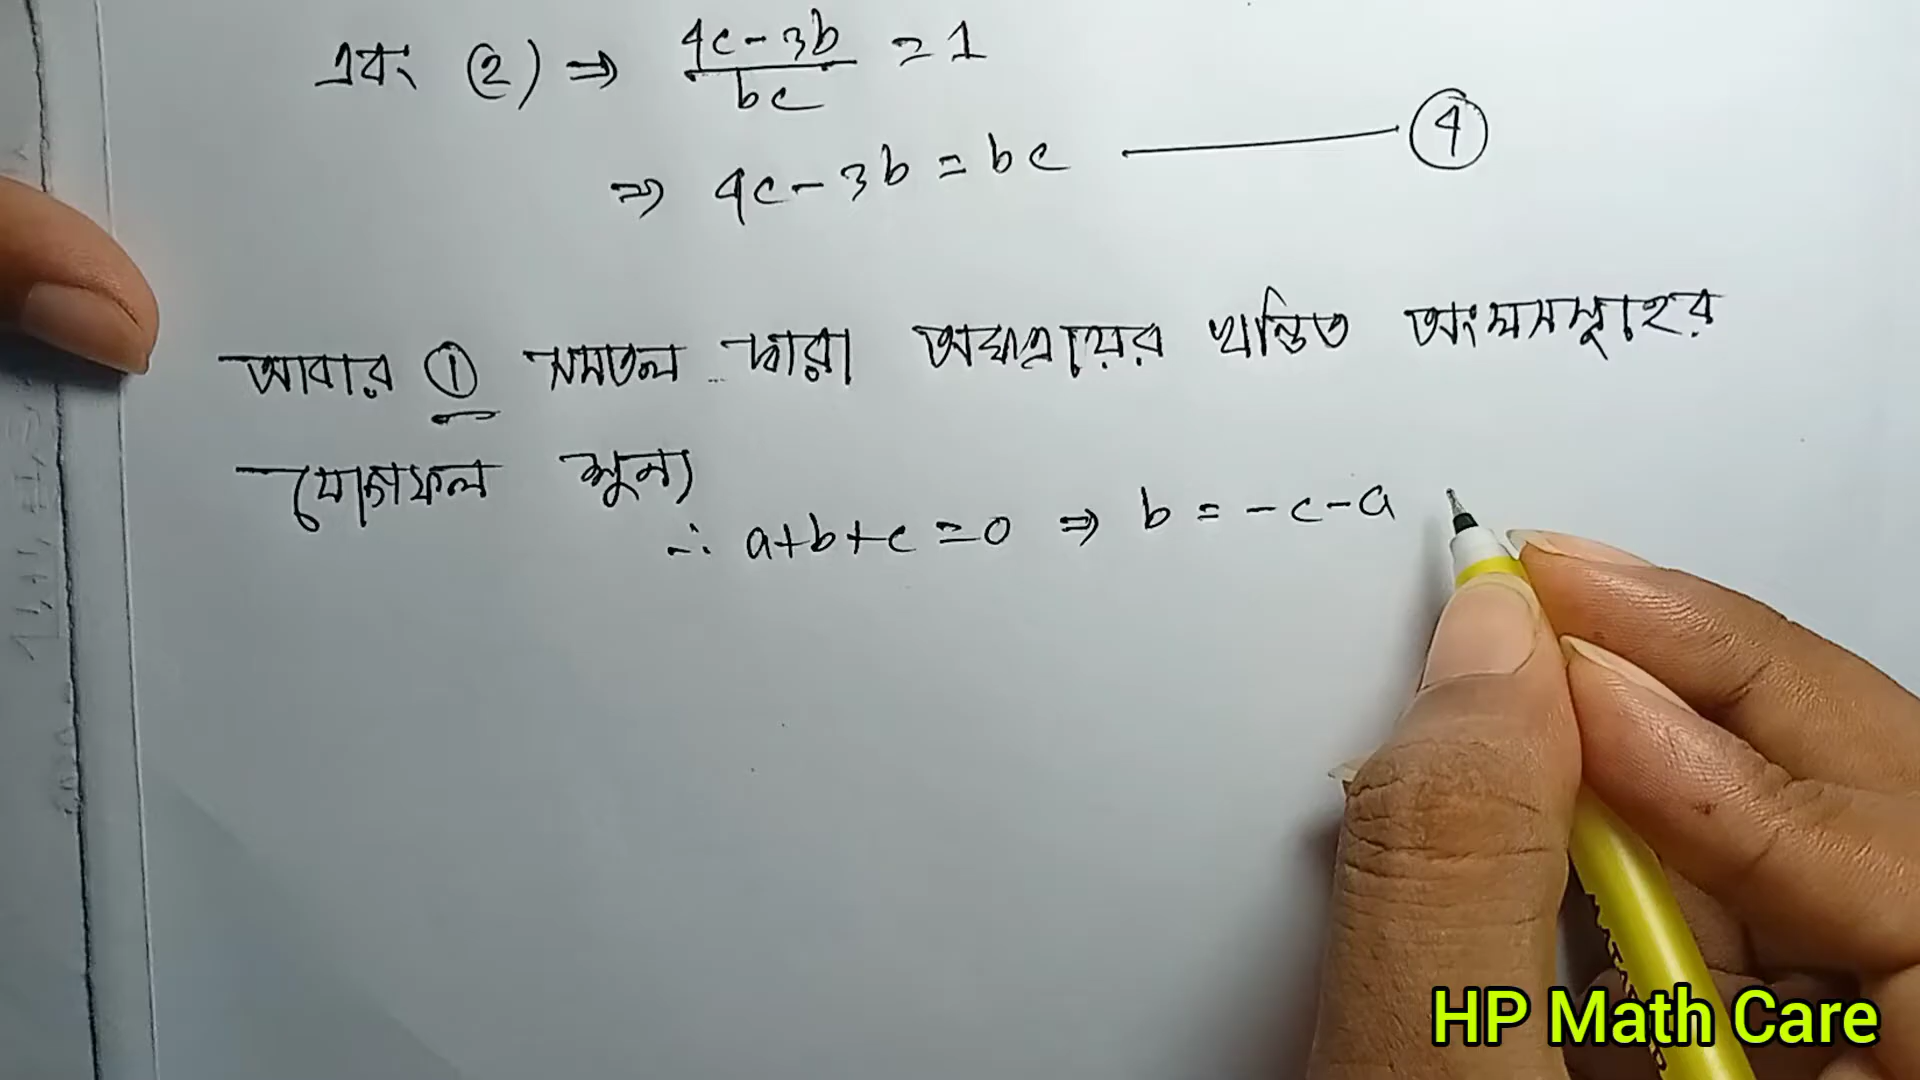 এবং (2) ⇒ (4c-3b)/bc = 1
⇒ 4c-3b = bc ——— ④
আবার ① সমতল দ্বারা অক্ষত্রয়ের খন্ডিত অংশসমূহের
যোগফল শূন্য
∴ a+b+c = 0 ⇒ b = -c-a
HP Math Care